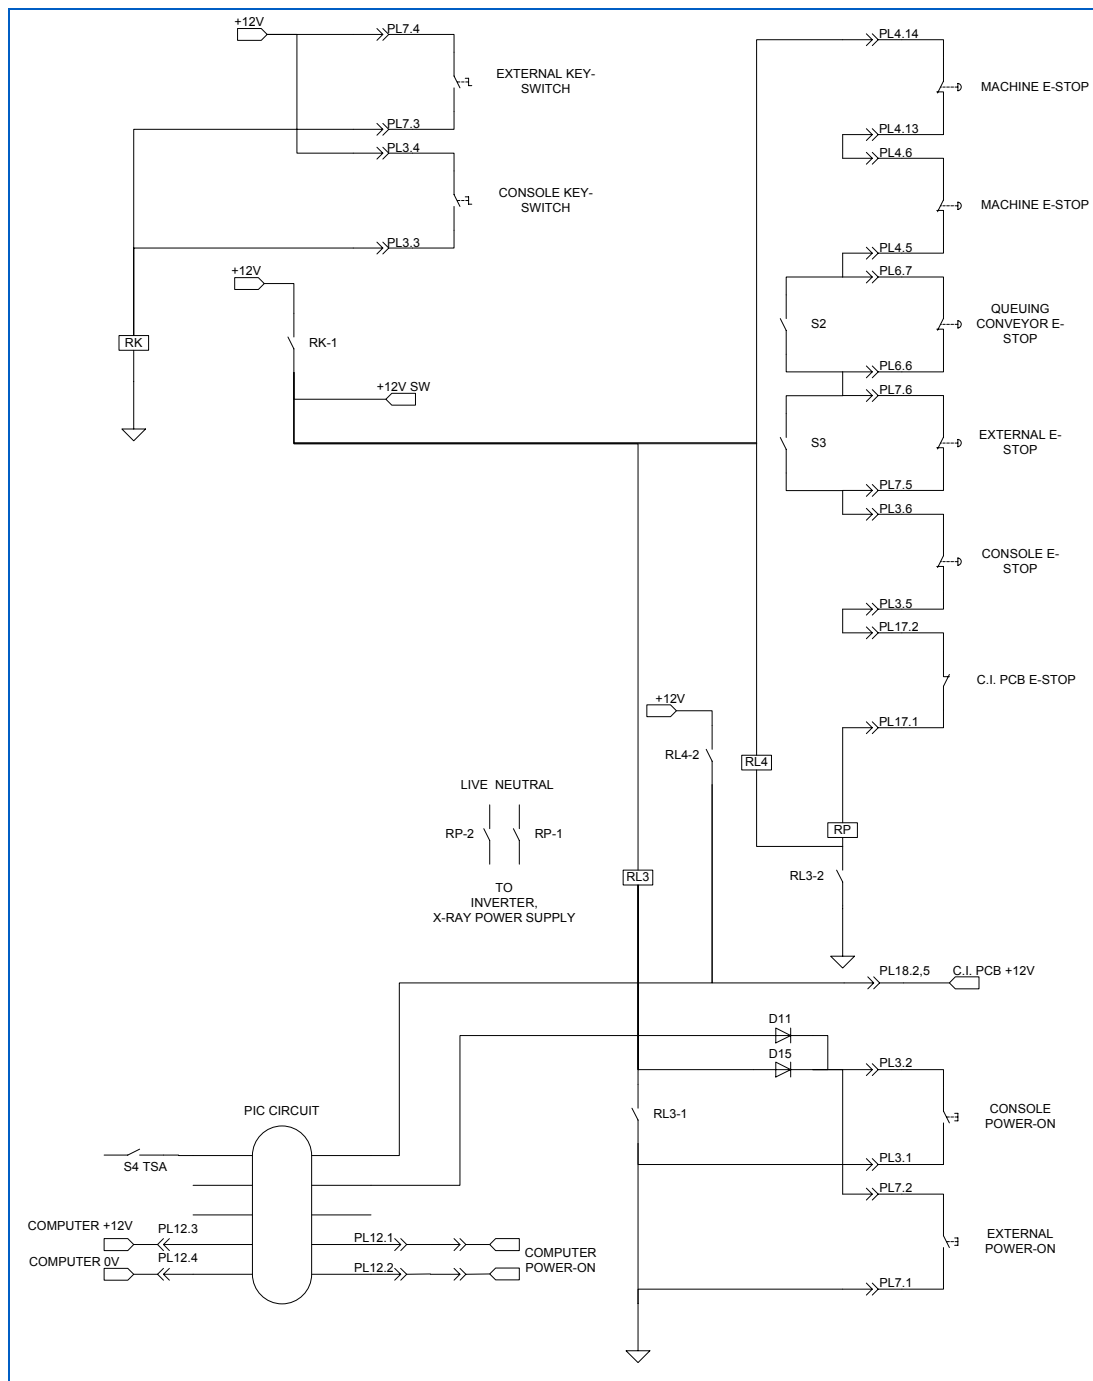 +12V
PL7.4
EXTERNAL KEY-
SWITCH
PL7.3
PL3.4
CONSOLE KEY-
SWITCH
PL3.3
+12V
RK
RK-1
+12V SW
PL4.14
MACHINE E-STOP
PL4.13
PL4.6
MACHINE E-STOP
PL4.5
PL6.7
S2
QUEUING
CONVEYOR E-
STOP
PL6.6
PL7.6
S3
EXTERNAL E-
STOP
PL7.5
PL3.6
CONSOLE E-
STOP
PL3.5
PL17.2
C.I. PCB E-STOP
PL17.1
+12V
RL4-2
RL4
LIVE NEUTRAL
RP-2
RP-1
TO
INVERTER,
X-RAY POWER SUPPLY
RP
RL3
RL3-2
PL18.2,5
C.I. PCB +12V
D11
D15
PL3.2
CONSOLE
POWER-ON
RL3-1
PL3.1
PL7.2
EXTERNAL
POWER-ON
PL7.1
PIC CIRCUIT
S4 TSA
COMPUTER +12V
PL12.3
COMPUTER 0V
PL12.4
PL12.1
PL12.2
COMPUTER
POWER-ON